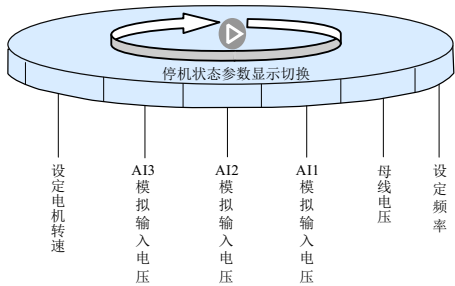 停机状态参数显示切换
设定电机转速
AI3模拟输入电压
AI2模拟输入电压
AI1模拟输入电压
母线电压
设定频率